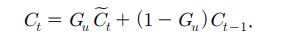 $C_t = G_u \widetilde{C}_t + (1 - G_u) C_{t-1}.$